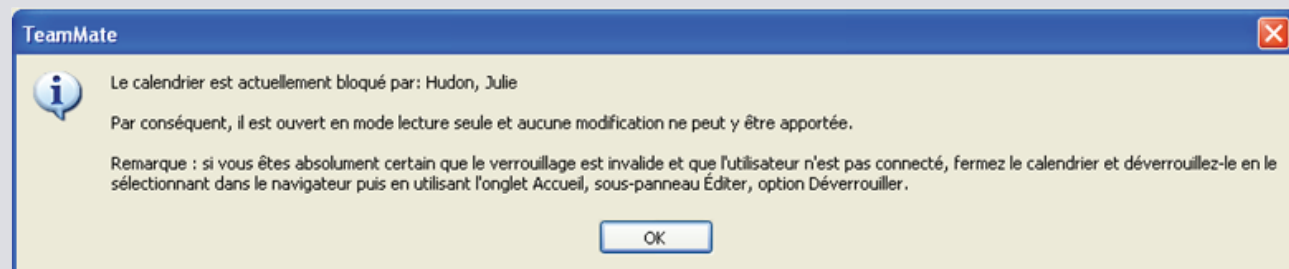 TeamMate
Le calendrier est actuellement bloqué par: Hudon, Julie
Par conséquent, il est ouvert en mode lecture seule et aucune modification ne peut y être apportée.
Remarque : si vous êtes absolument certain que le verrouillage est invalide et que l'utilisateur n'est pas connecté, fermez le calendrier et déverrouillez-le en le
sélectionnant dans le navigateur puis en utilisant l'onglet Accueil, sous-panneau Éditer, option Déverrouiller.
OK